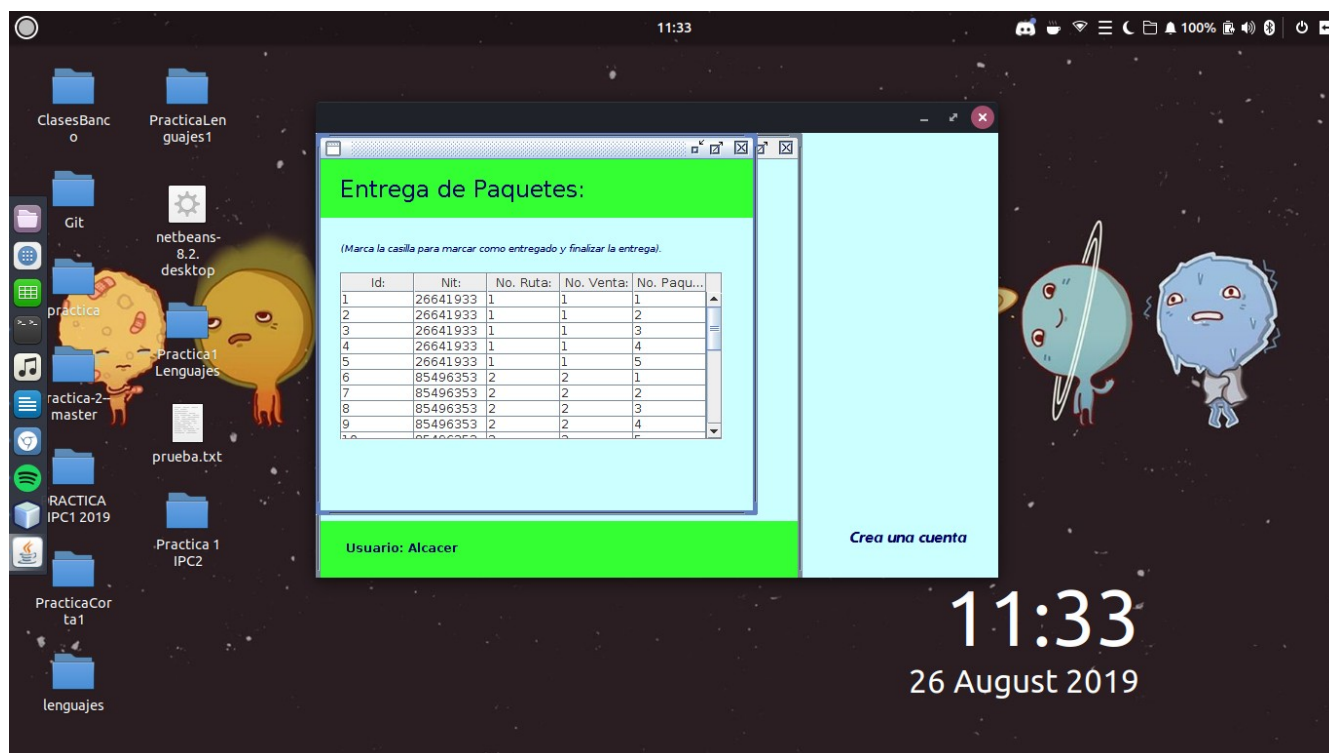 11:33
100%
ClasesBanc
o
PracticaLen
guajes1
Git
netbeans-
8.2.
desktop
practica
Practica1
Lenguajes
ractica-2--
master
prueba.txt
RACTICA
IPC1 2019
Practica 1
IPC2
PracticaCor
ta1
lenguajes
Entrega de Paquetes:
(Marca la casilla para marcar como entregado y finalizar la entrega).
Id: Nit: No. Ruta: No. Venta: No. Paqu...
1 26641933 1 1 1
2 26641933 1 1 2
3 26641933 1 1 3
4 26641933 1 1 4
5 26641933 1 1 5
6 85496353 2 2 1
7 85496353 2 2 2
8 85496353 2 2 3
9 85496353 2 2 4
Usuario: Alcacer
Crea una cuenta
11:33
26 August 2019